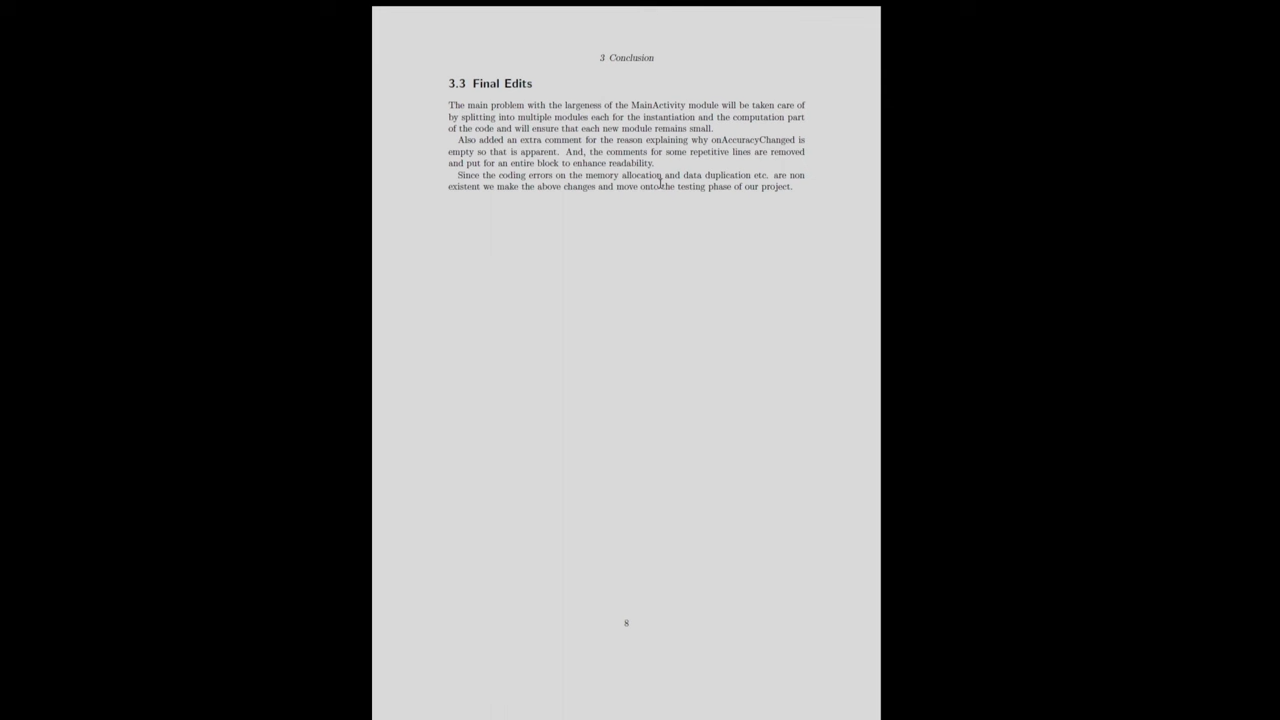 3 Conclusion
3.3 Final Edits
The main problem with the largeness of the MainActivity module will be taken care of
by splitting into multiple modules each for the instantiation and the computation part
of the code and will ensure that each new module remains small.
Also added an extra comment for the reason explaining why onAccuracyChanged is
empty so that is apparent. And, the comments for some repetitive lines are removed
and put for an entire block to enhance readability.
Since the coding errors on the memory allocation and data duplication etc. are non
existent we make the above changes and move onto the testing phase of our project.
8